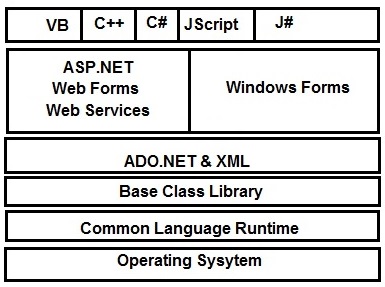 VB C++ C# JScript J#
ASP.NET
Web Forms
Web Services
Windows Forms
ADO.NET & XML
Base Class Library
Common Language Runtime
Operating Sysytem